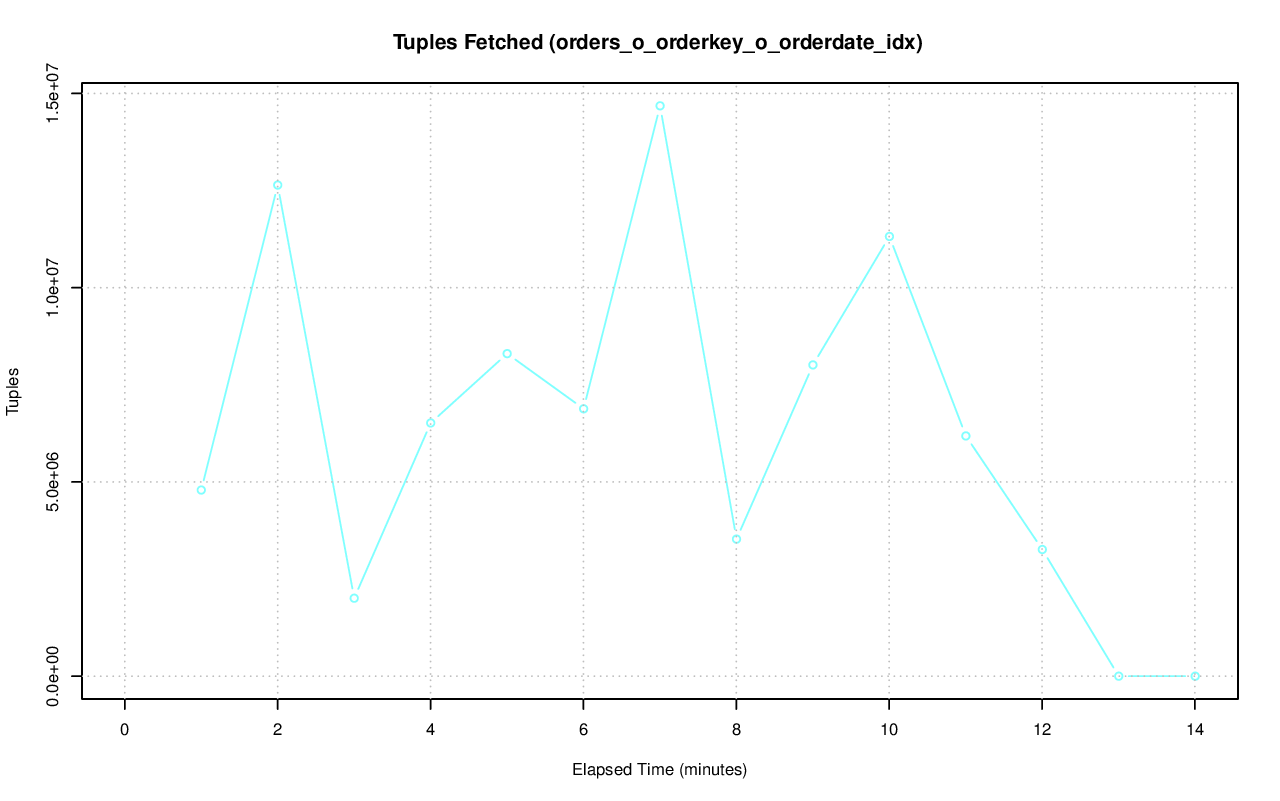 Tuples Fetched (orders_o_orderkey_o_orderdate_idx)
1.5e+07
1.0e+07
5.0e+06
0.0e+00
Tuples
0 2 4 6 8 10 12 14
Elapsed Time (minutes)